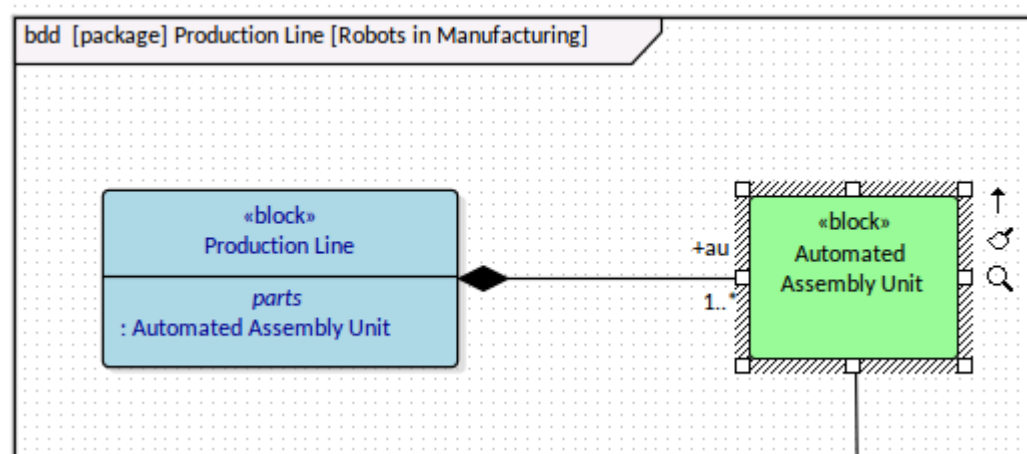 bdd [package] Production Line [Robots in Manufacturing]
«block»
Production Line
parts
: Automated Assembly Unit
+au
1..*
«block»
Automated
Assembly Unit